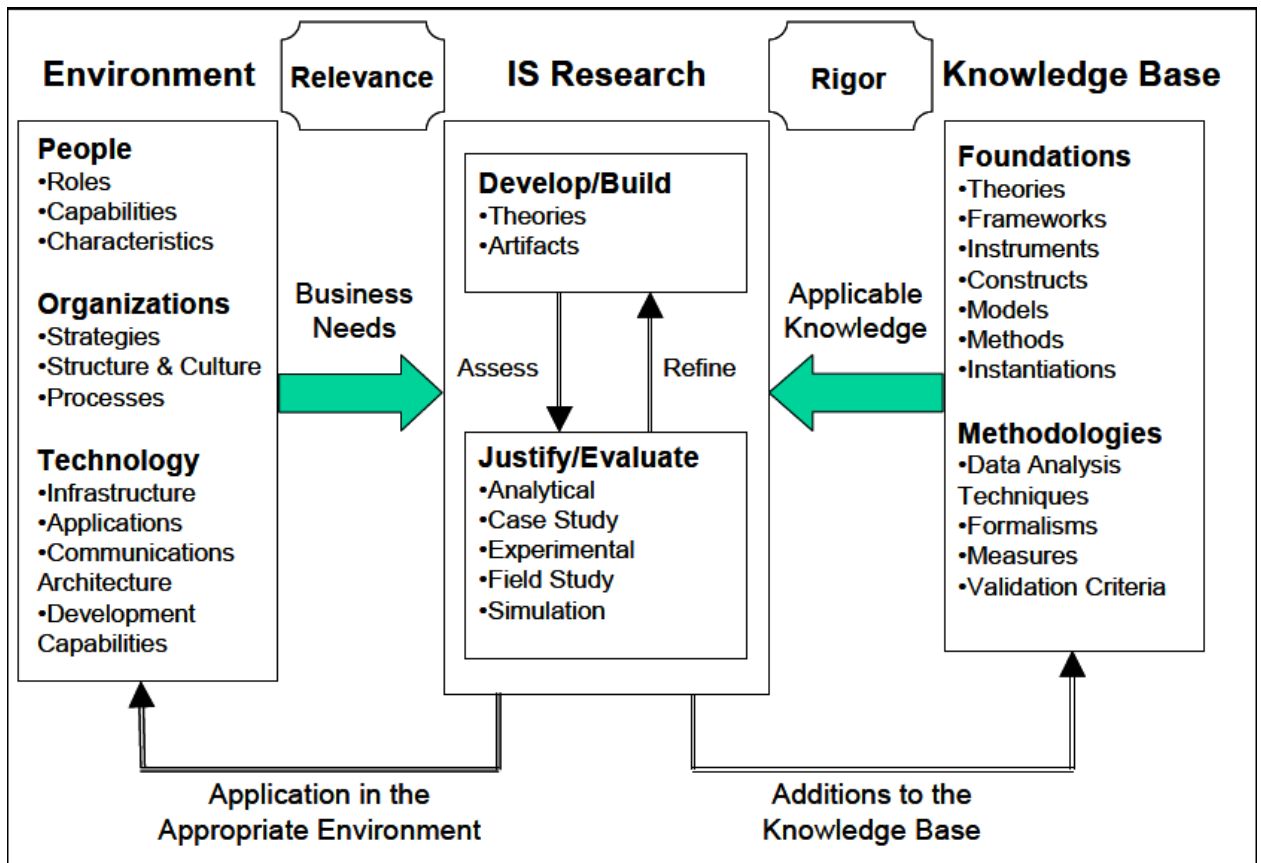 Environment
Relevance
IS Research
Rigor
Knowledge Base
People
•Roles
•Capabilities
•Characteristics
Organizations
•Strategies
•Structure & Culture
•Processes
Technology
•Infrastructure
•Applications
•Communications
Architecture
•Development
Capabilities
Business
Needs
Develop/Build
•Theories
•Artifacts
Assess
Refine
Justify/Evaluate
•Analytical
•Case Study
•Experimental
•Field Study
•Simulation
Applicable
Knowledge
Foundations
•Theories
•Frameworks
•Instruments
•Constructs
•Models
•Methods
•Instantiations
Methodologies
•Data Analysis
Techniques
•Formalisms
•Measures
•Validation Criteria
Application in the
Appropriate Environment
Additions to the
Knowledge Base